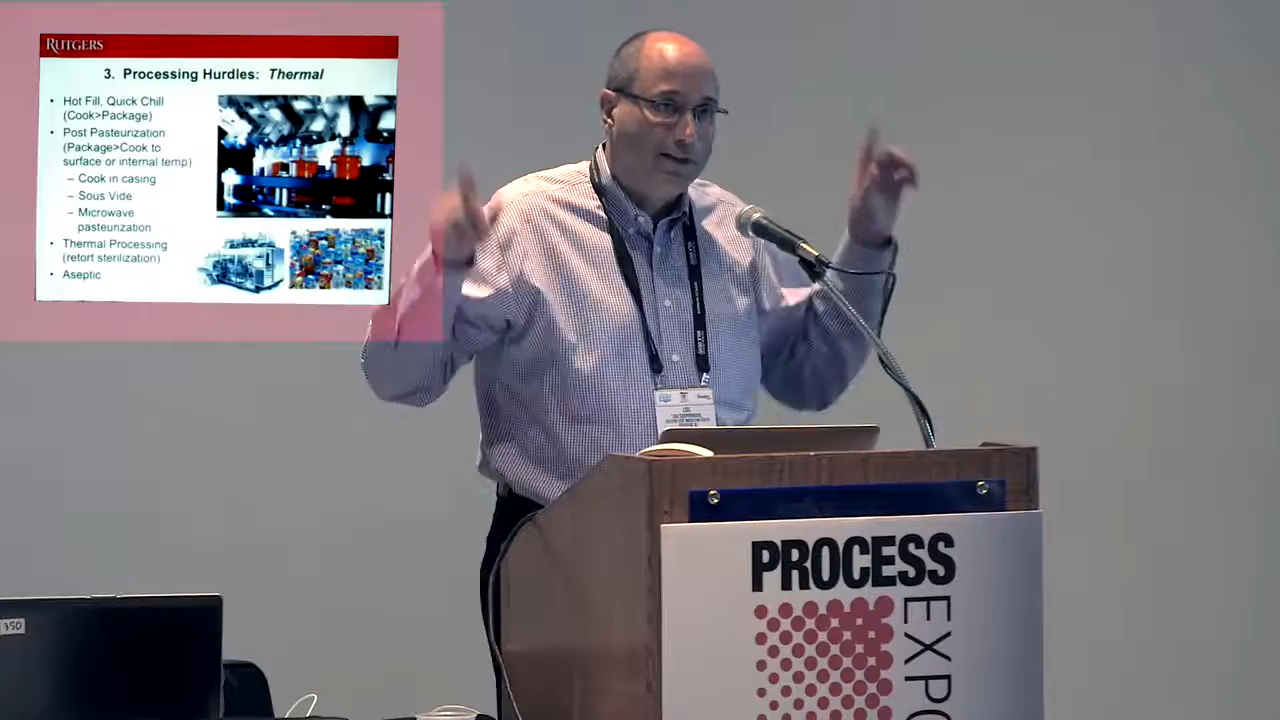 RUTGERS
3. Processing Hurdles: Thermal
• Hot Fill, Quick Chill
(Cook>Package)
• Post Pasteurization
(Package>Cook to
surface or internal temp)
– Cook in casing
– Sous Vide
– Microwave
pasteurization
• Thermal Processing
(retort sterilization)
• Aseptic
350
PROCESS
EXPO